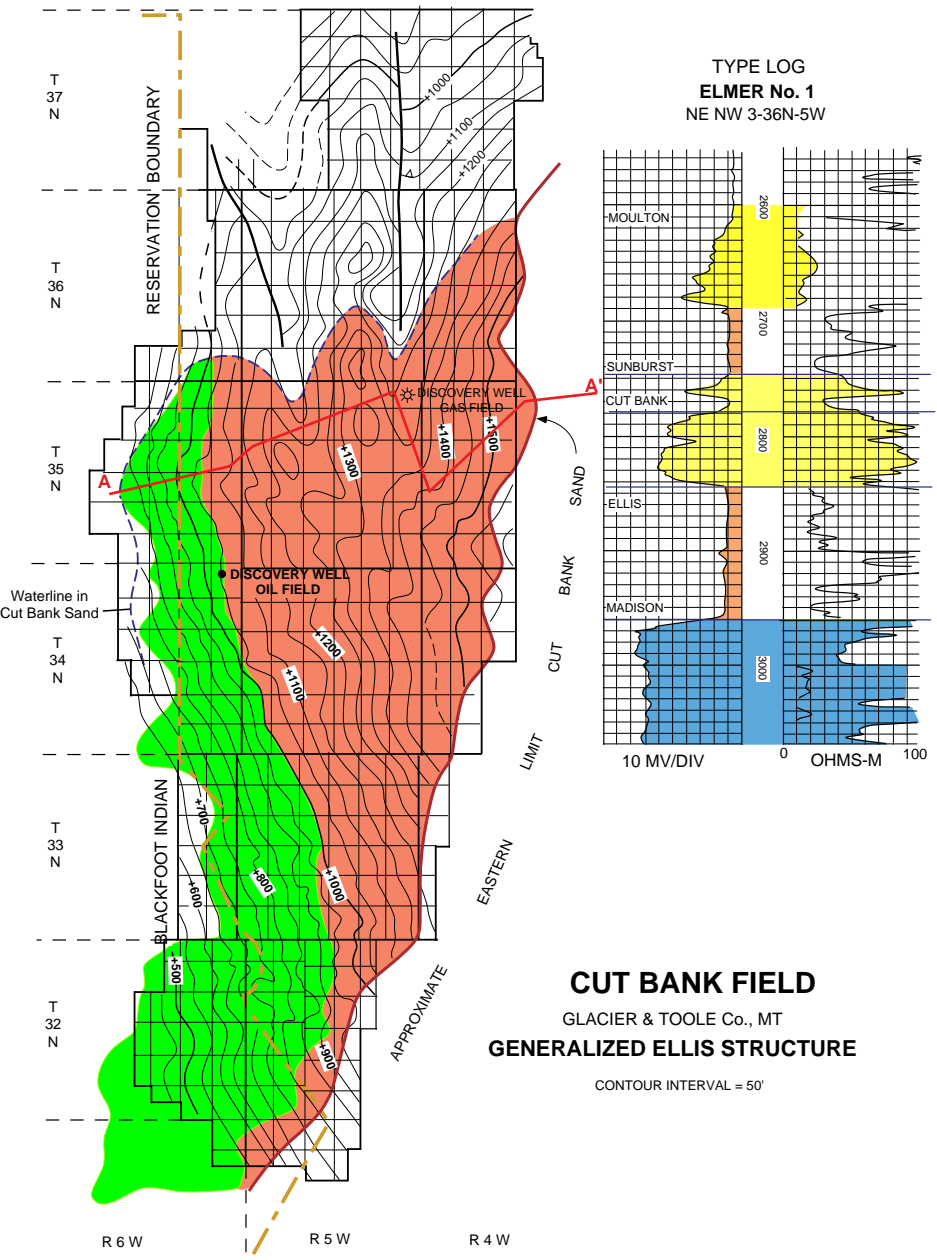 T
37
N
T
36
N
T
35
N
T
34
N
T
33
N
T
32
N
RESERVATION BOUNDARY
BLACKFOOT INDIAN
+1000
+1100
+1200
A
A'
DISCOVERY WELL
GAS FIELD
+1300
+1400
+1500
DISCOVERY WELL
OIL FIELD
Waterline in
Cut Bank Sand
+1200
+1100
+700
+600
+800
+1000
+500
+900
APPROXIMATE
EASTERN
LIMIT
CUT
BANK
SAND
R 6 W
R 5 W
R 4 W
TYPE LOG
ELMER No. 1
NE NW 3-36N-5W
MOULTON
SUNBURST
CUT BANK
ELLIS
MADISON
2600
2700
2800
2900
3000
10 MV/DIV
0
OHMS-M
100
CUT BANK FIELD
GLACIER & TOOLE Co., MT
GENERALIZED ELLIS STRUCTURE
CONTOUR INTERVAL = 50'